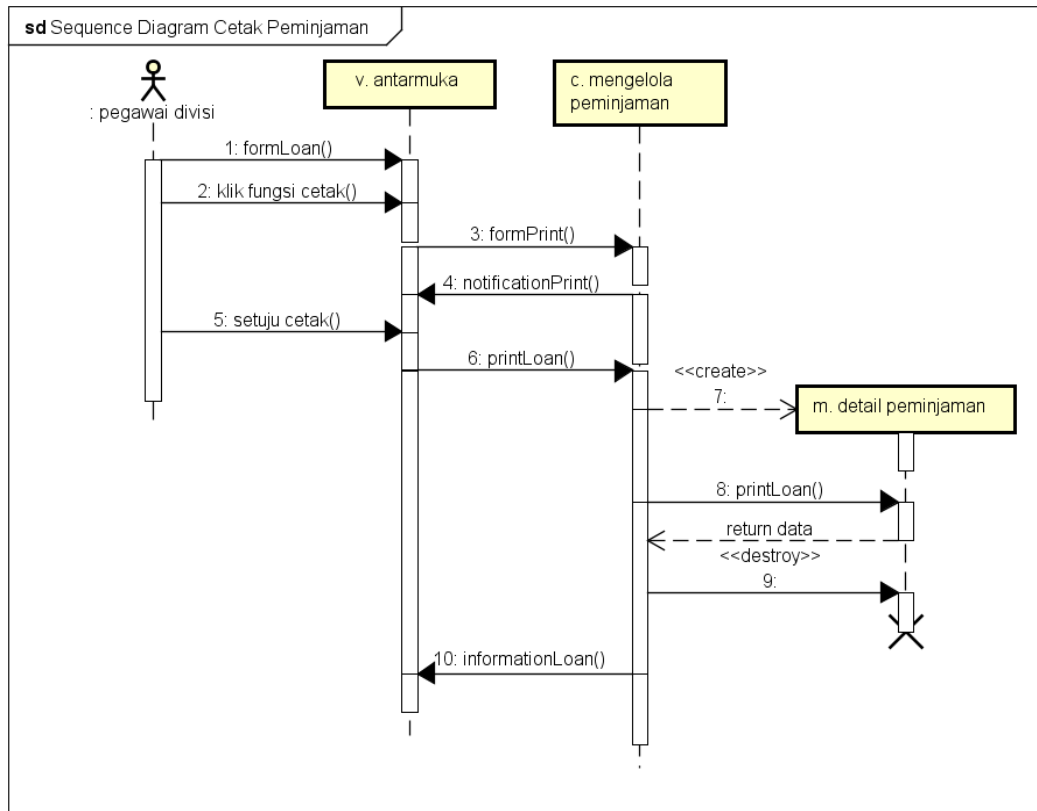 sd Sequence Diagram Cetak Peminjaman
: pegawai divisi
v. antarmuka
c. mengelola
peminjaman
1: formLoan()
2: klik fungsi cetak()
3: formPrint()
4: notificationPrint()
5: setuju cetak()
6: printLoan()
<<create>>
7:
m. detail peminjaman
8: printLoan()
return data
<<destroy>>
9:
10: informationLoan()